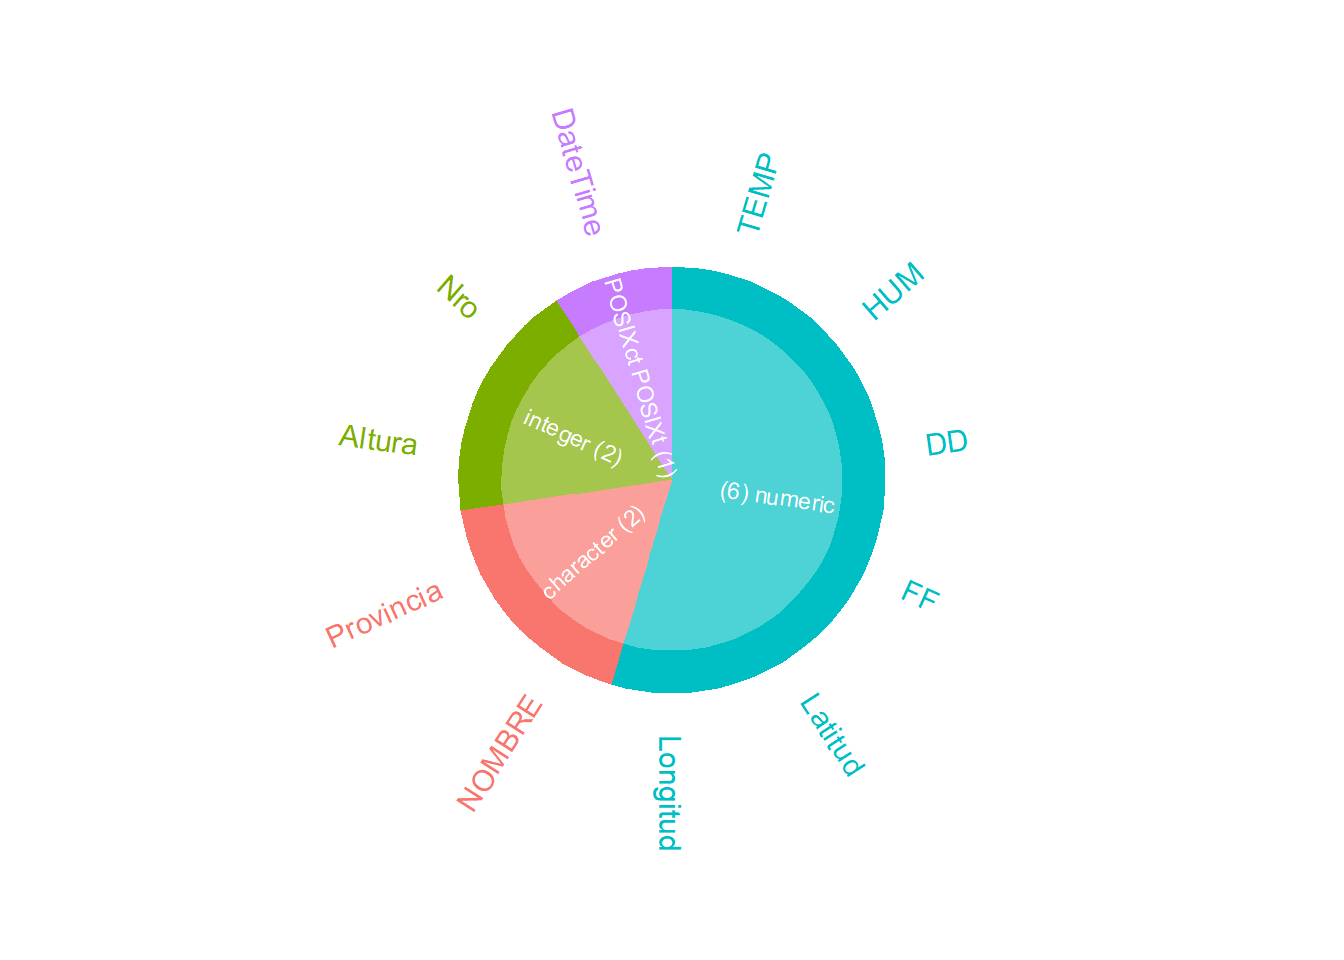 DateTime
TEMP
HUM
Nro
DD
Altura
FF
Provincia
Latitud
NOMBRE
Longitud
POSIXct POSIXt (1)
integer (2)
(6) numeric
character (2)